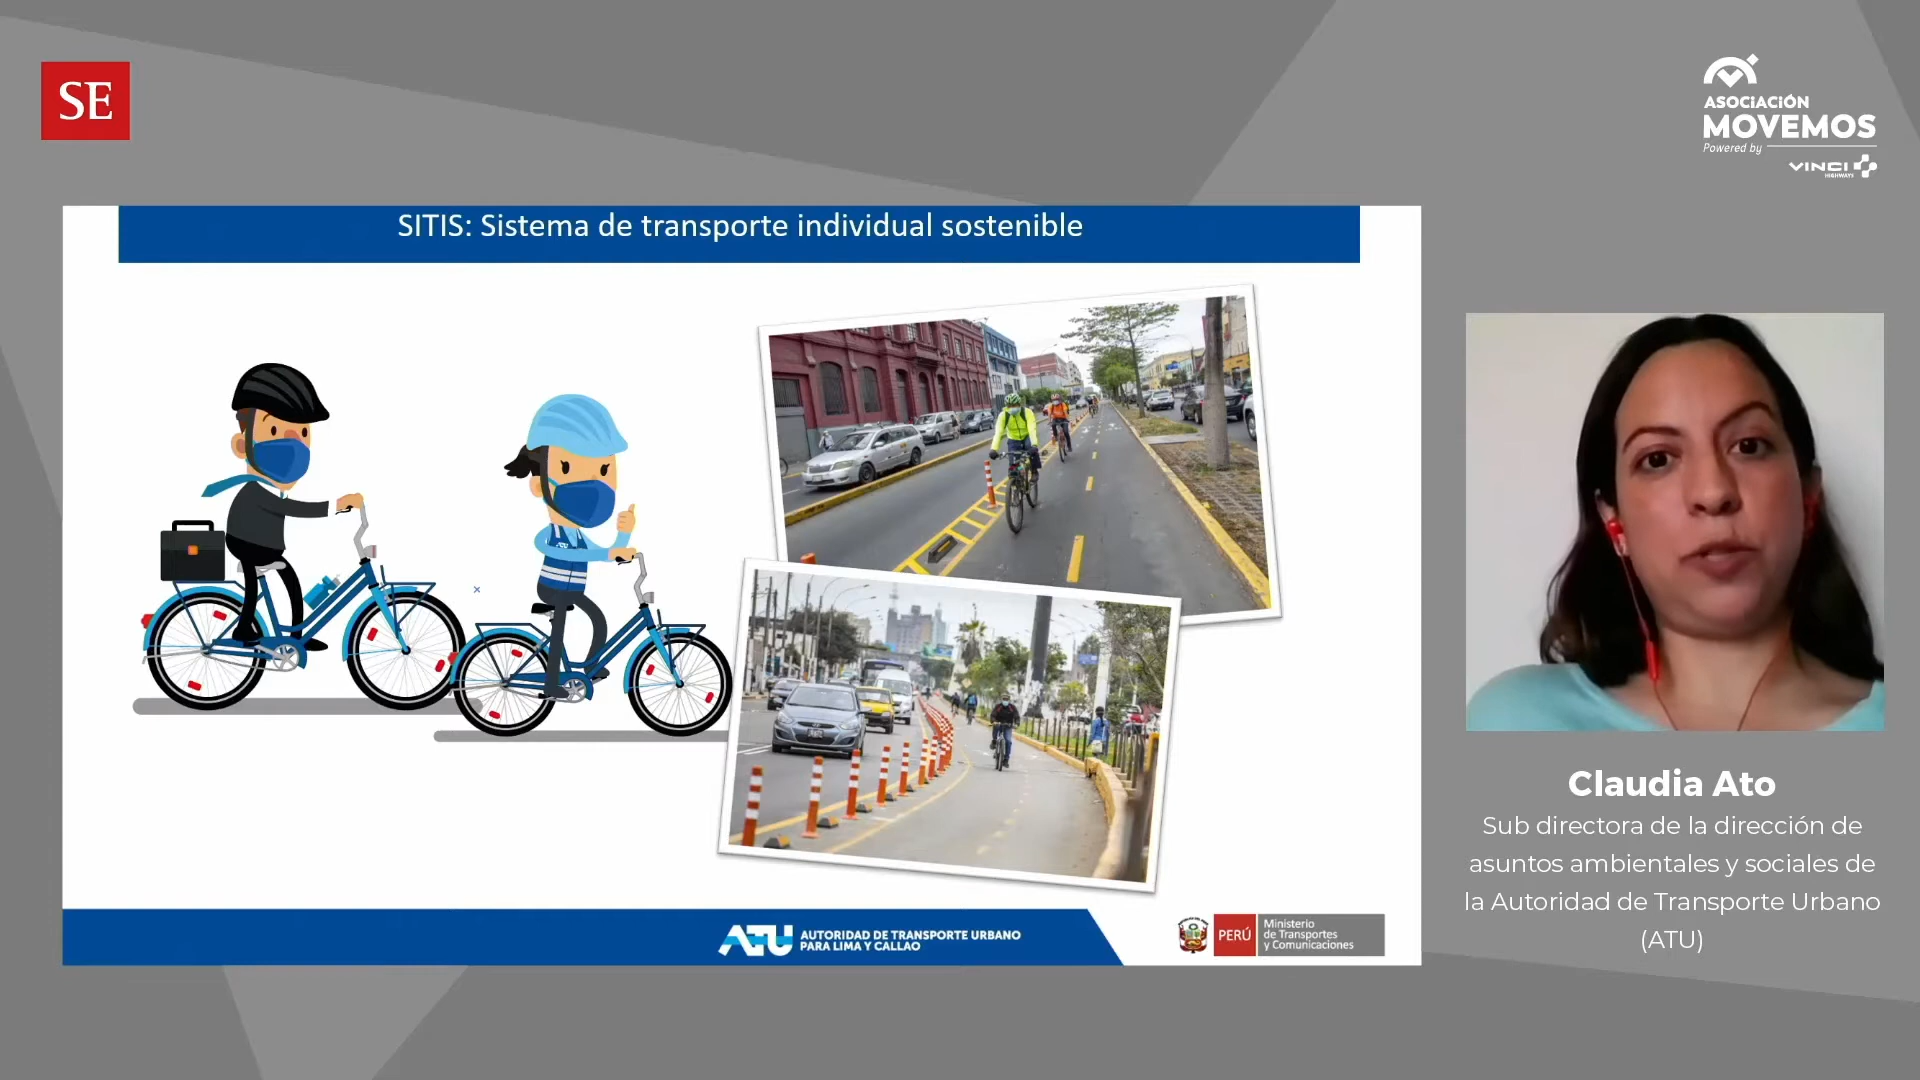 SE
ASOCIACIÓN
MOVEMOS
Powered by
VINCI
HIGHWAYS
SITIS: Sistema de transporte individual sostenible
Claudia Ato
Sub directora de la dirección de
asuntos ambientales y sociales de
la Autoridad de Transporte Urbano
(ATU)
ATU
AUTORIDAD DE TRANSPORTE URBANO
PARA LIMA Y CALLAO
PERÚ
Ministerio
de Transportes
y Comunicaciones